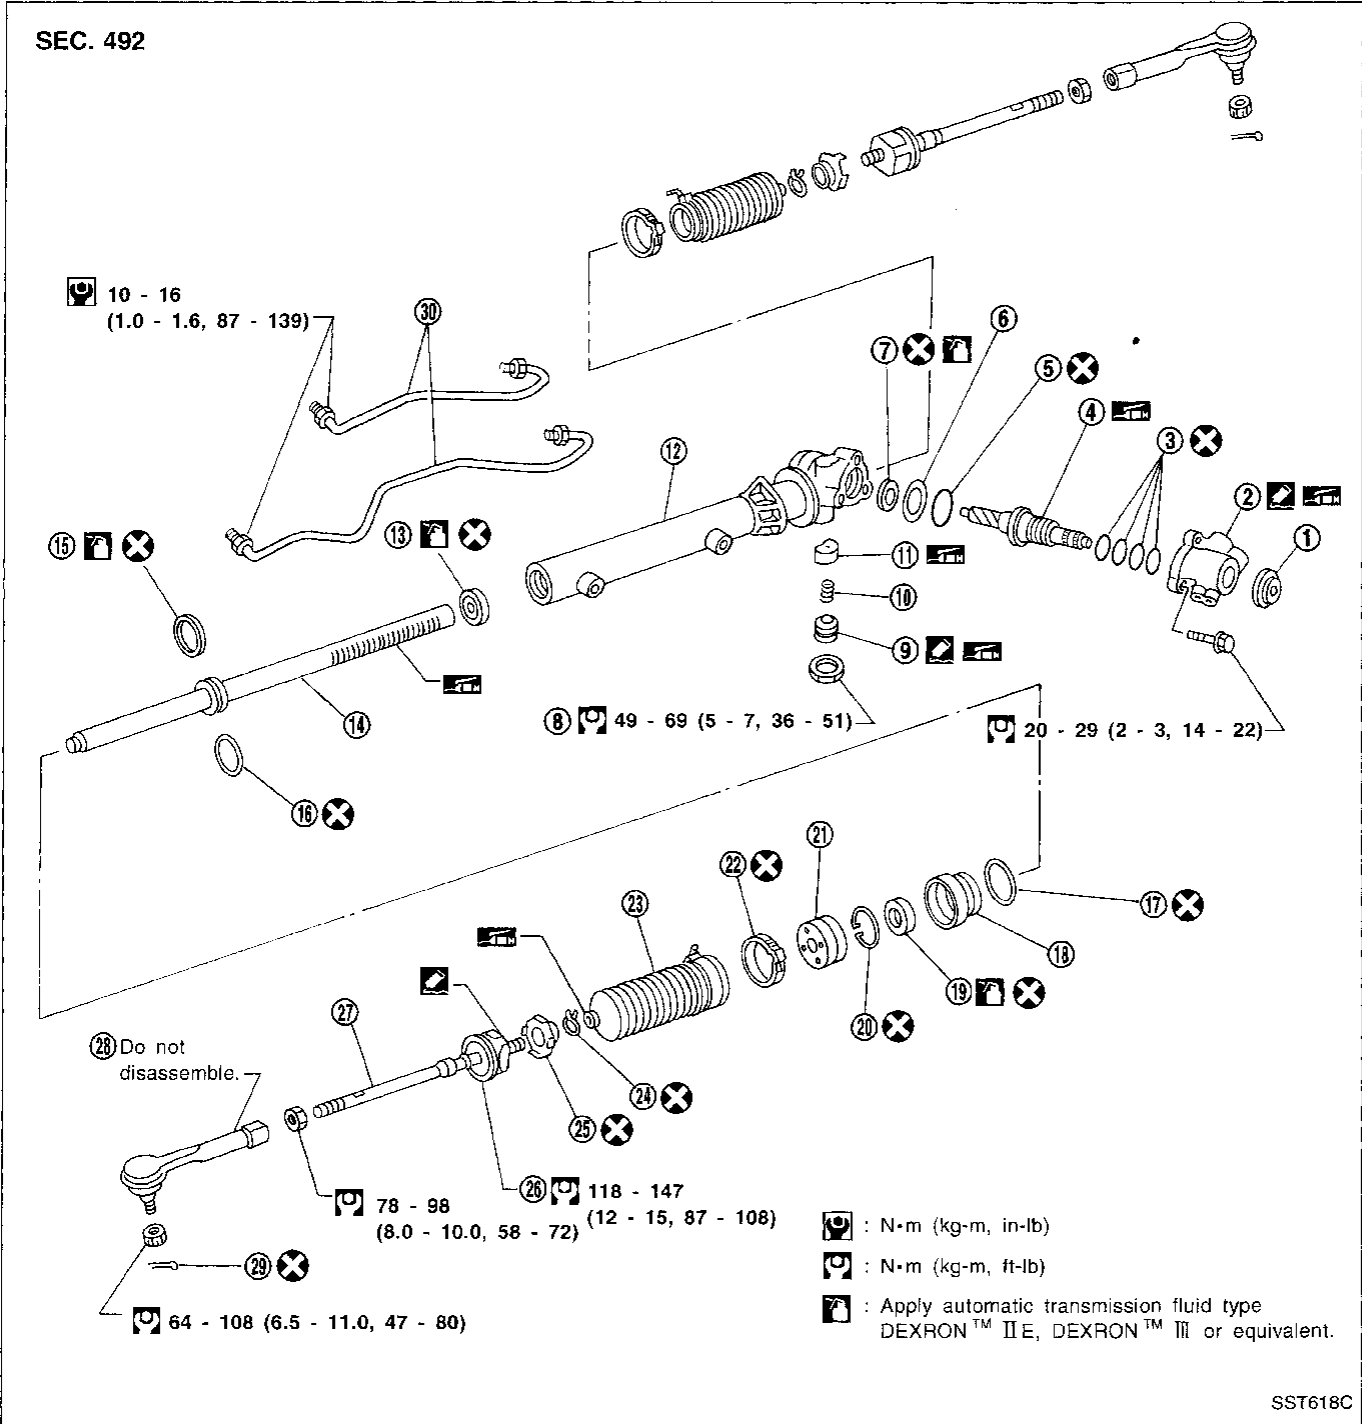 SEC. 492
10 - 16
(1.0 - 1.6, 87 - 139)
30
6
7
5
4
3
2
1
12
13
15
11
10
9
14
8 49 - 69 (5 - 7, 36 - 51)
20 - 29 (2 - 3, 14 - 22)
16
21
22
23
17
18
19
20
27
28 Do not
disassemble.
24
25
26 118 - 147
(12 - 15, 87 - 108)
78 - 98
(8.0 - 10.0, 58 - 72)
29
64 - 108 (6.5 - 11.0, 47 - 80)
: N•m (kg-m, in-lb)
: N•m (kg-m, ft-lb)
: Apply automatic transmission fluid type
DEXRON™ IIE, DEXRON™ III or equivalent.
SST618C